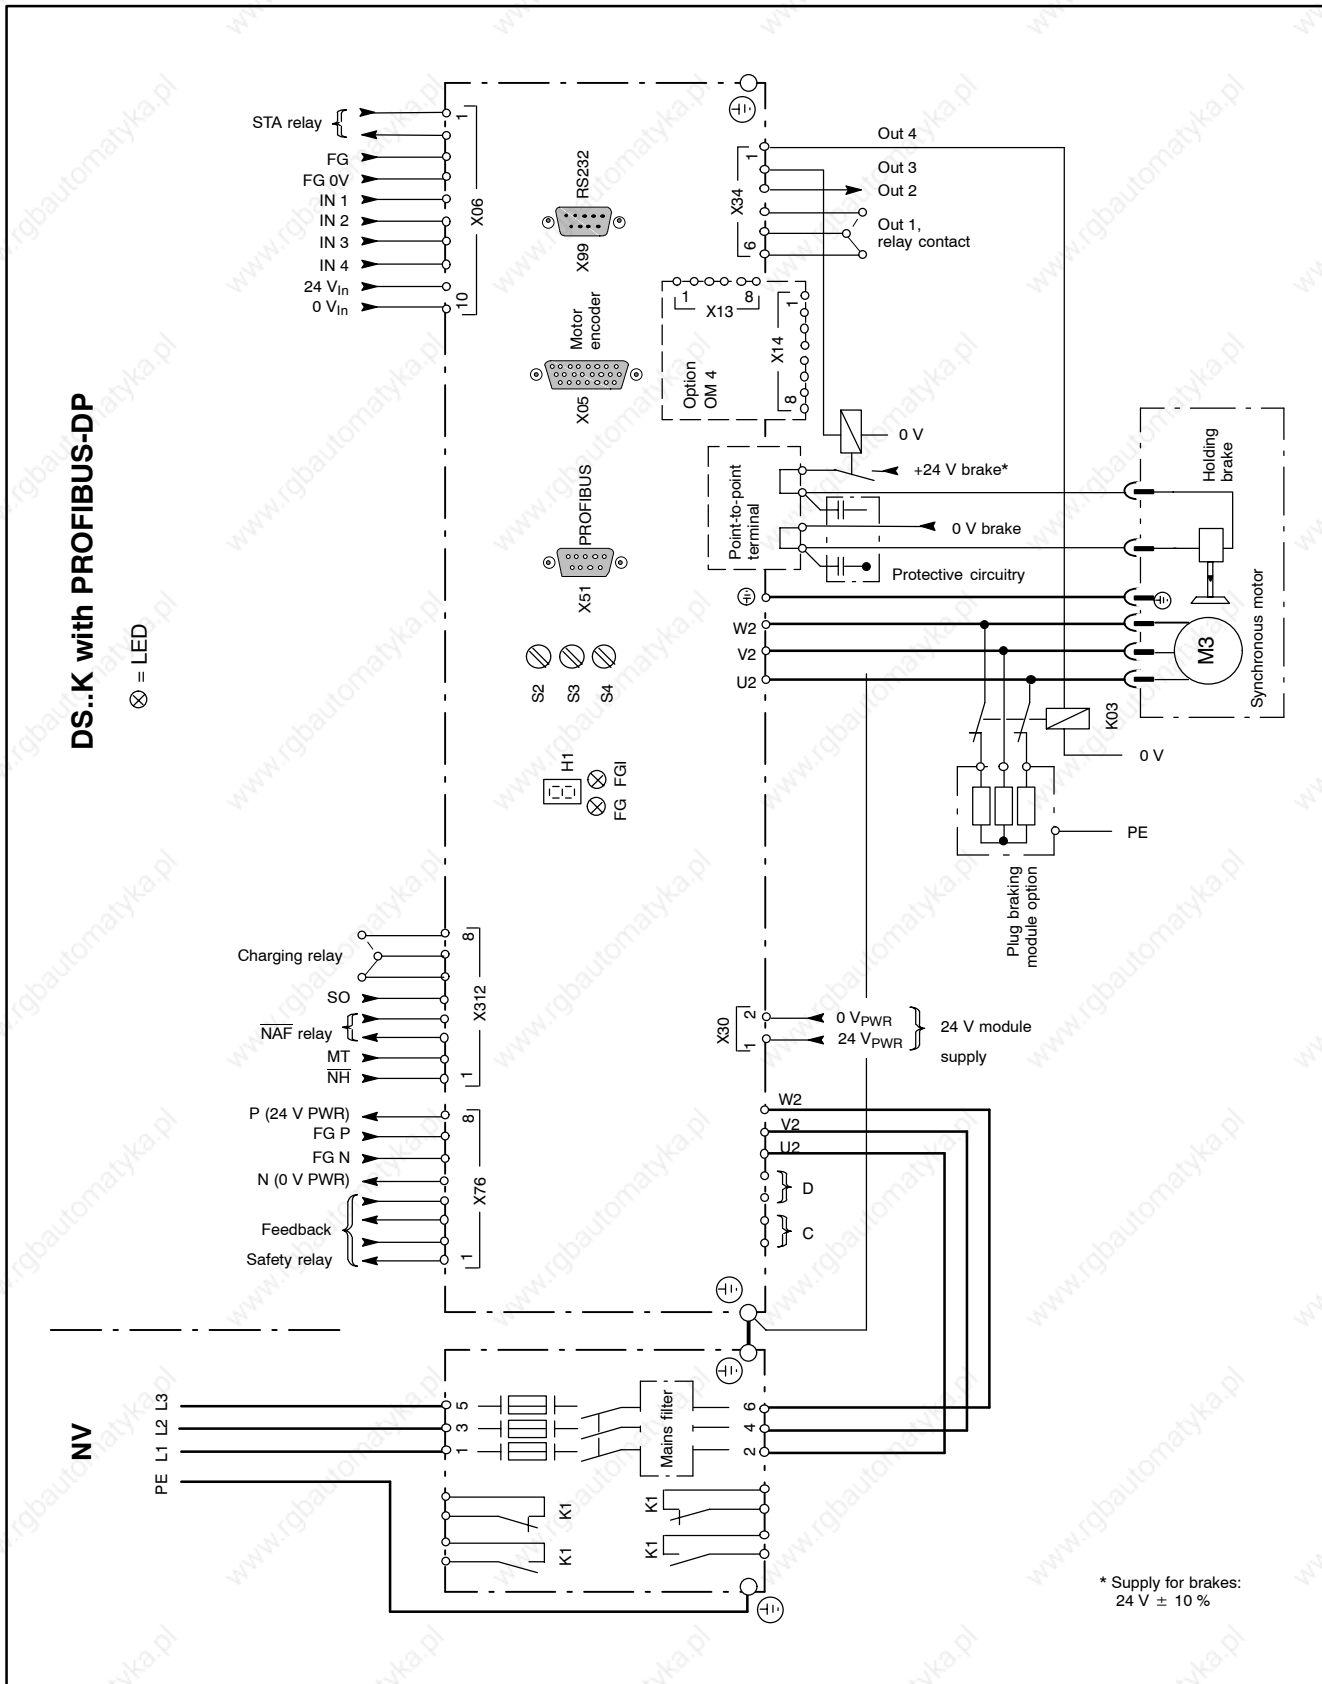 DS..K with PROFIBUS-DP
⊗ = LED
STA relay
FG
FG 0V
IN 1
IN 2
IN 3
IN 4
24 VIn
0 VIn
1
X06
10
RS232
X99
Motor
encoder
X05
PROFIBUS
X51
S2
S3
S4
H1
FG
FGI
1
X34
6
Out 4
Out 3
Out 2
Out 1,
relay contact
1
X13
8
Option
OM 4
1
X14
8
0 V
+24 V brake*
Point-to-point
terminal
0 V brake
Protective circuitry
Holding
brake
W2
V2
U2
M3
Synchronous motor
K03
0 V
PE
Plug braking
module option
Charging relay
SO
NAF relay
MT
NH
8
X312
1
P (24 V PWR)
FG P
FG N
N (0 V PWR)
Feedback
Safety relay
8
X76
1
X30
2
1
0 VPWR
24 VPWR
24 V module
supply
W2
V2
U2
D
C
NV
L3
L2
L1
PE
5
3
1
Mains filter
6
4
2
K1
K1
K1
K1
* Supply for brakes:
24 V ± 10 %
www.rgbautomatyka.pl